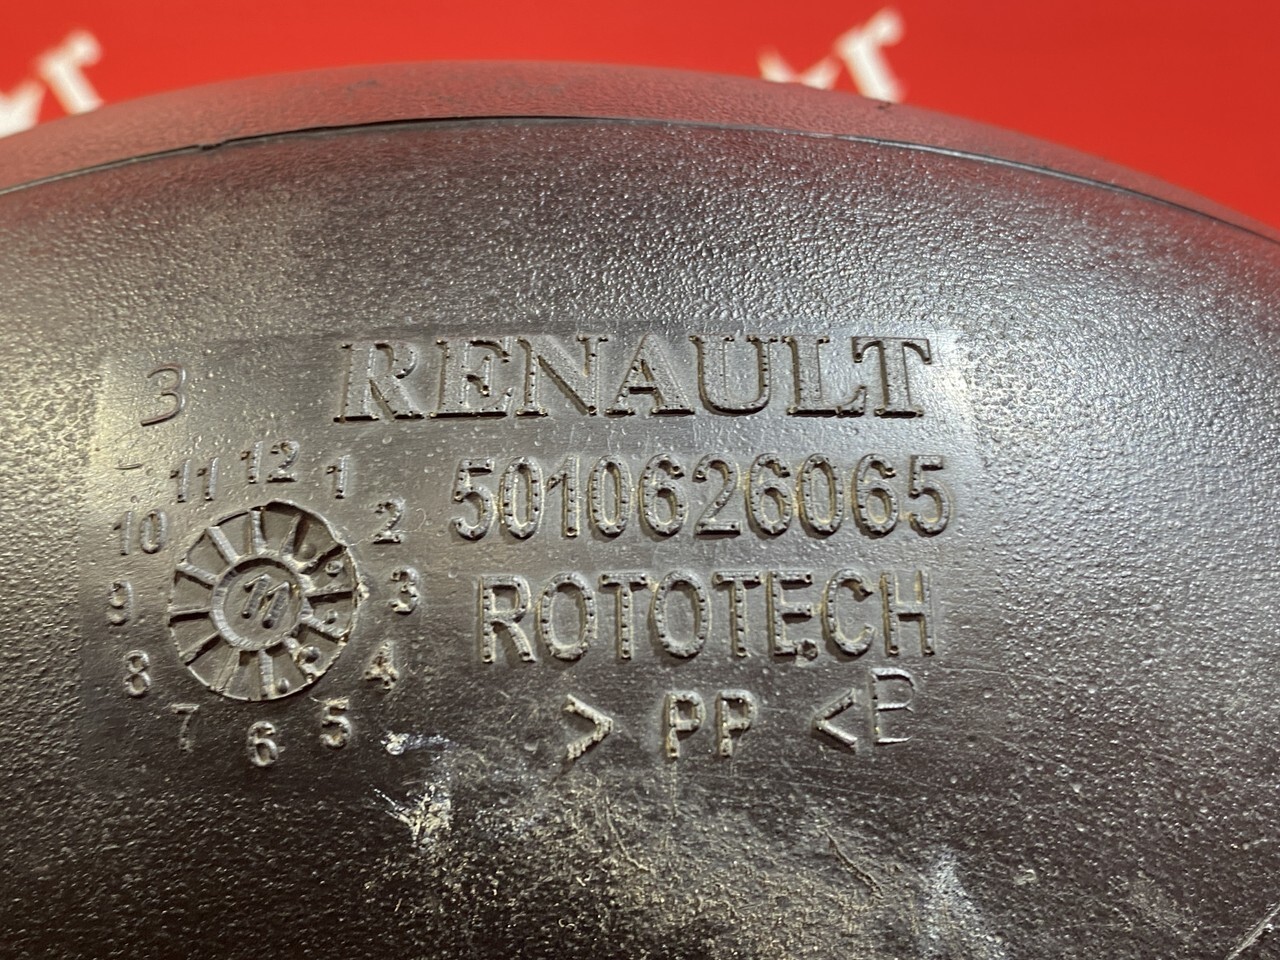 RENAULT
3
11 12 1
10 2
9 3
8 4
7 6 5
5010626065
ROTOTECH
> PP < B